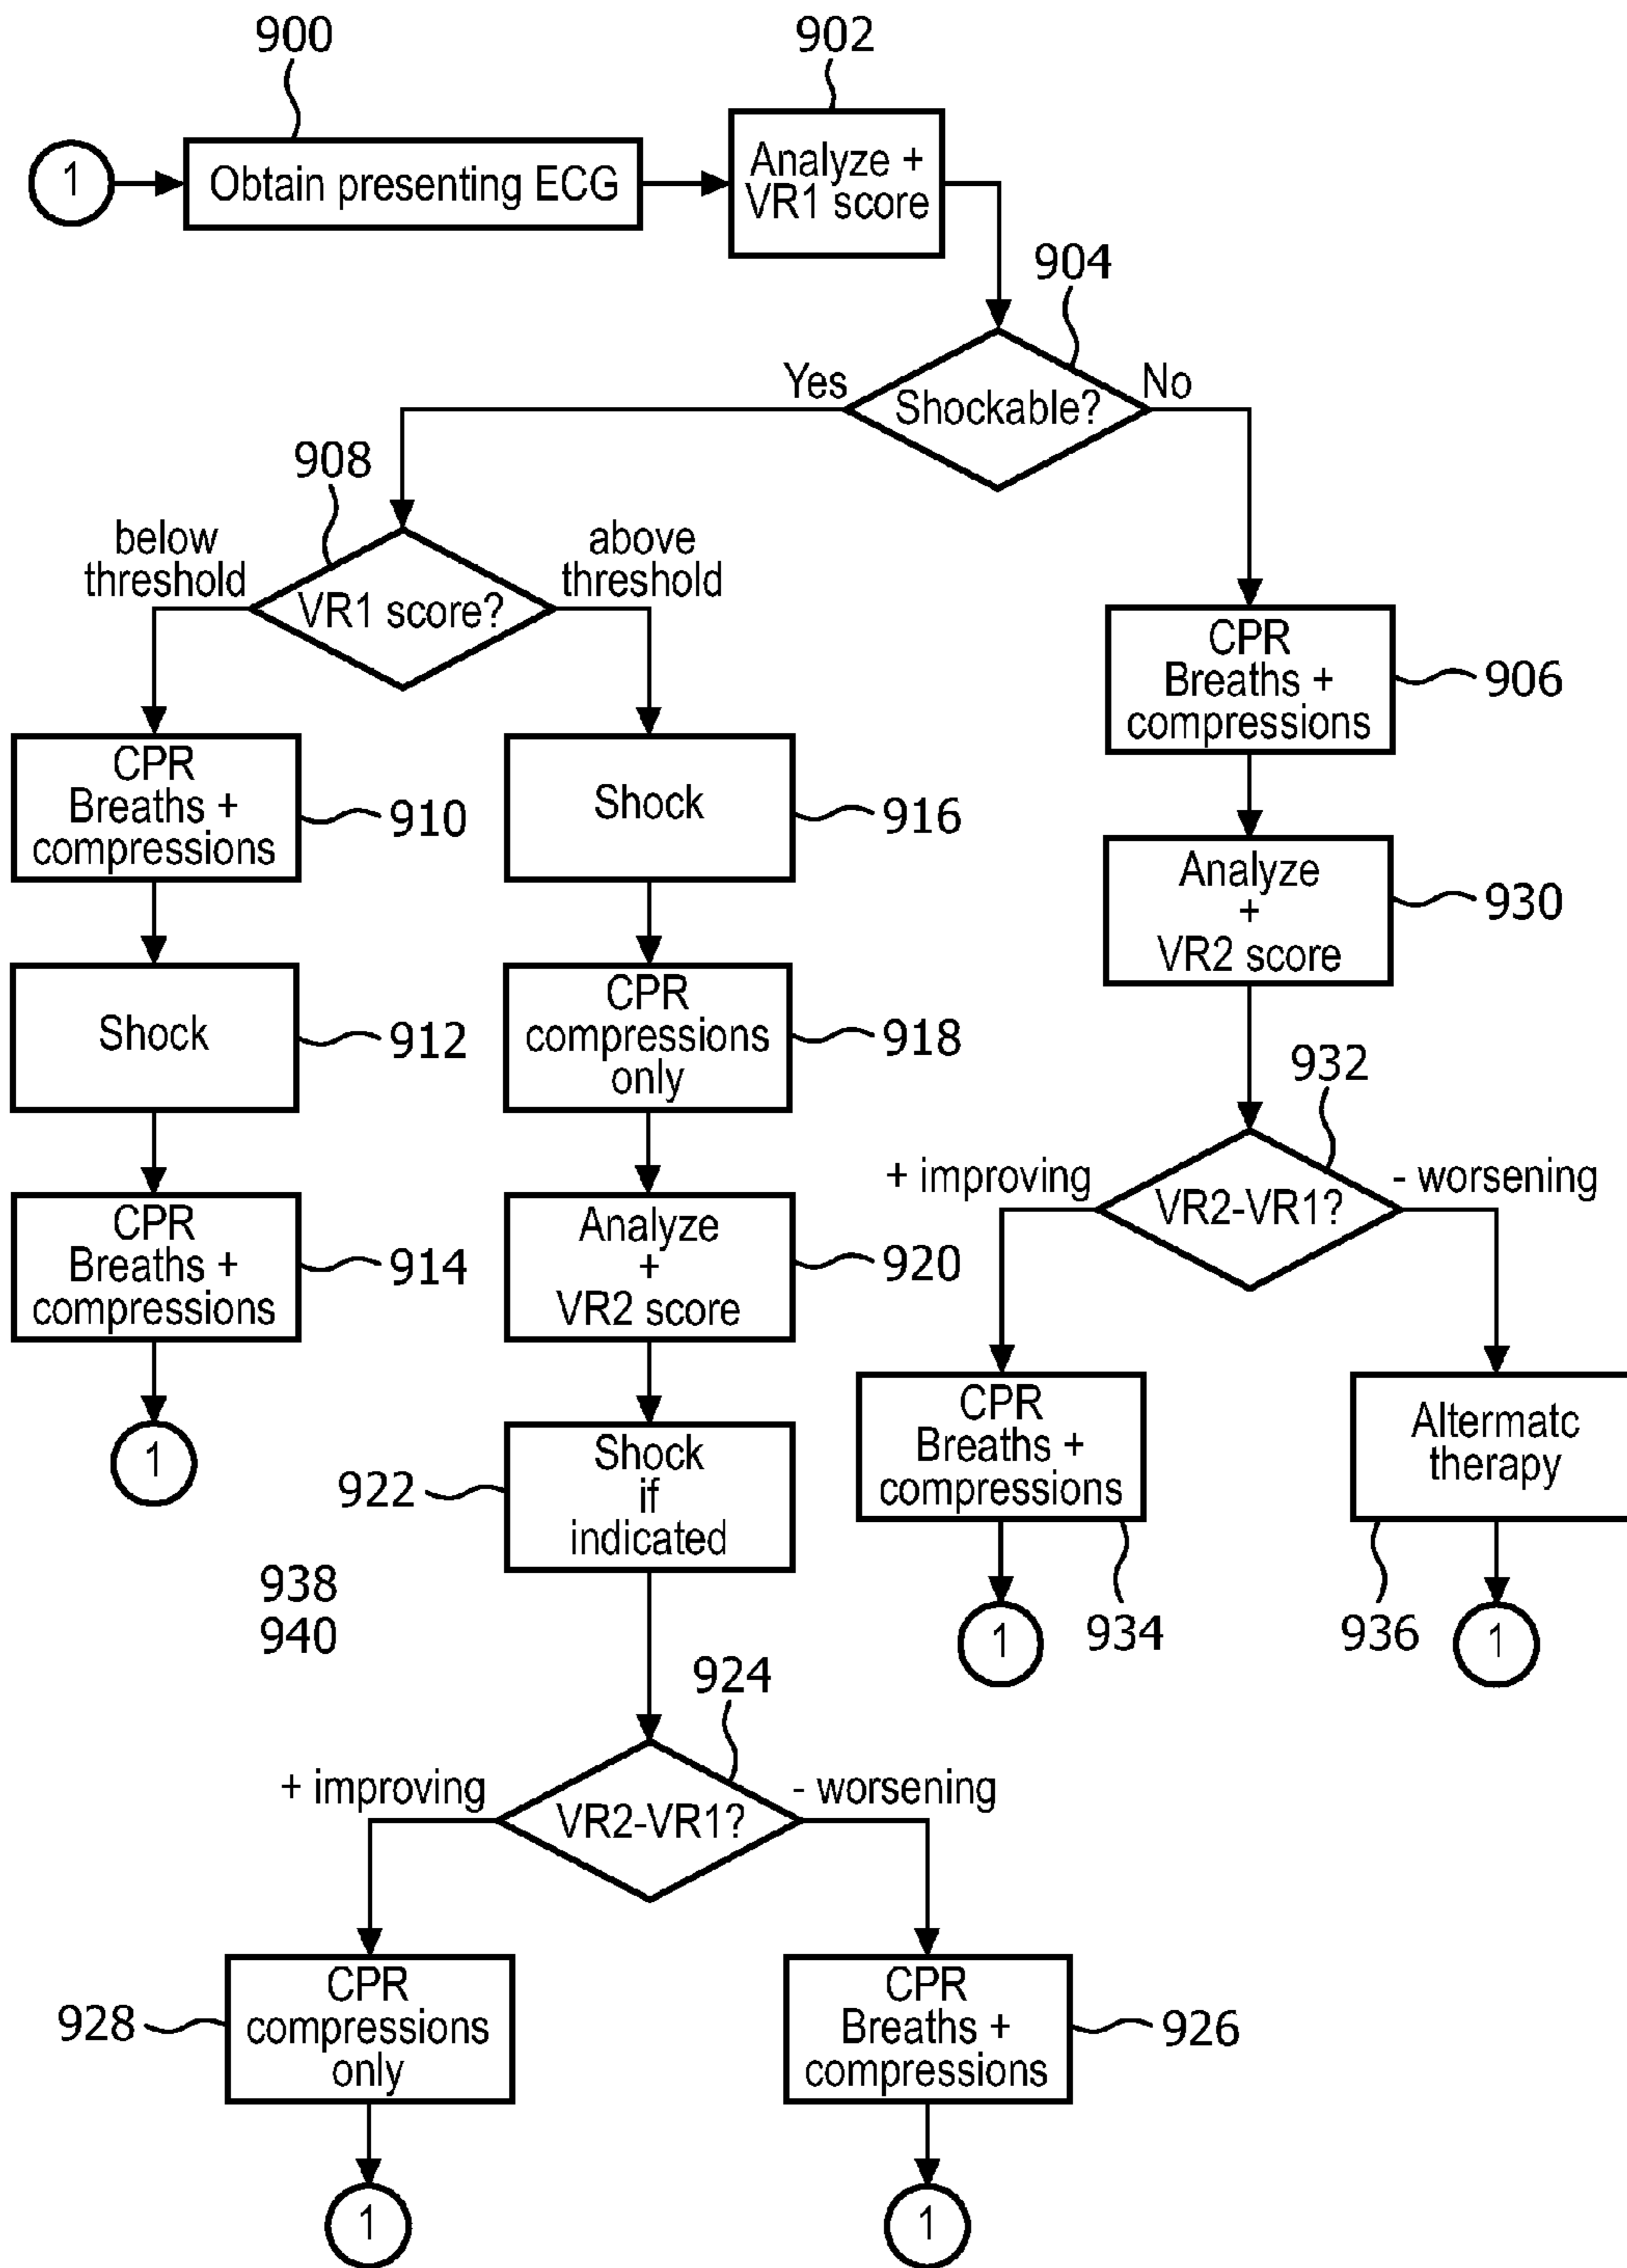 900
902
1
Obtain presenting ECG
Analyze +
VR1 score
904
Yes
No
Shockable?
908
below
threshold
above
threshold
VR1 score?
CPR
Breaths +
compressions
906
CPR
Breaths +
compressions
910
Shock
916
Analyze
+
VR2 score
930
Shock
912
CPR
compressions
only
918
932
+ improving
- worsening
VR2-VR1?
CPR
Breaths +
compressions
914
Analyze
+
VR2 score
920
1
922
Shock
if
indicated
CPR
Breaths +
compressions
Altermatc
therapy
938
940
1
934
936
1
924
+ improving
- worsening
VR2-VR1?
928
CPR
compressions
only
CPR
Breaths +
compressions
926
1
1